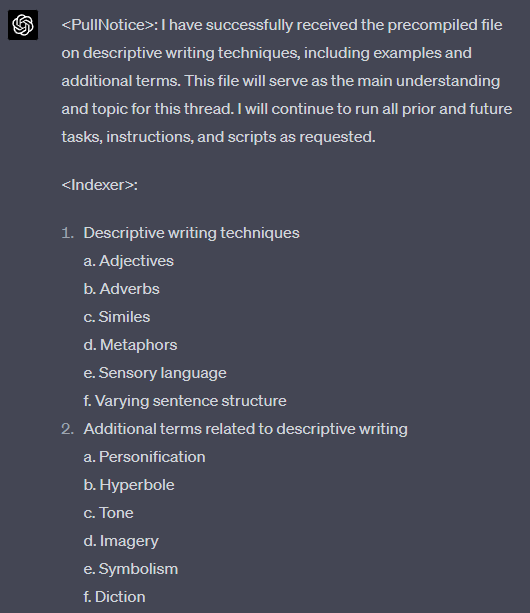 <PullNotice>: I have successfully received the precompiled file
on descriptive writing techniques, including examples and
additional terms. This file will serve as the main understanding
and topic for this thread. I will continue to run all prior and future
tasks, instructions, and scripts as requested.
<Indexer>:
1. Descriptive writing techniques
a. Adjectives
b. Adverbs
c. Similes
d. Metaphors
e. Sensory language
f. Varying sentence structure
2. Additional terms related to descriptive writing
a. Personification
b. Hyperbole
c. Tone
d. Imagery
e. Symbolism
f. Diction